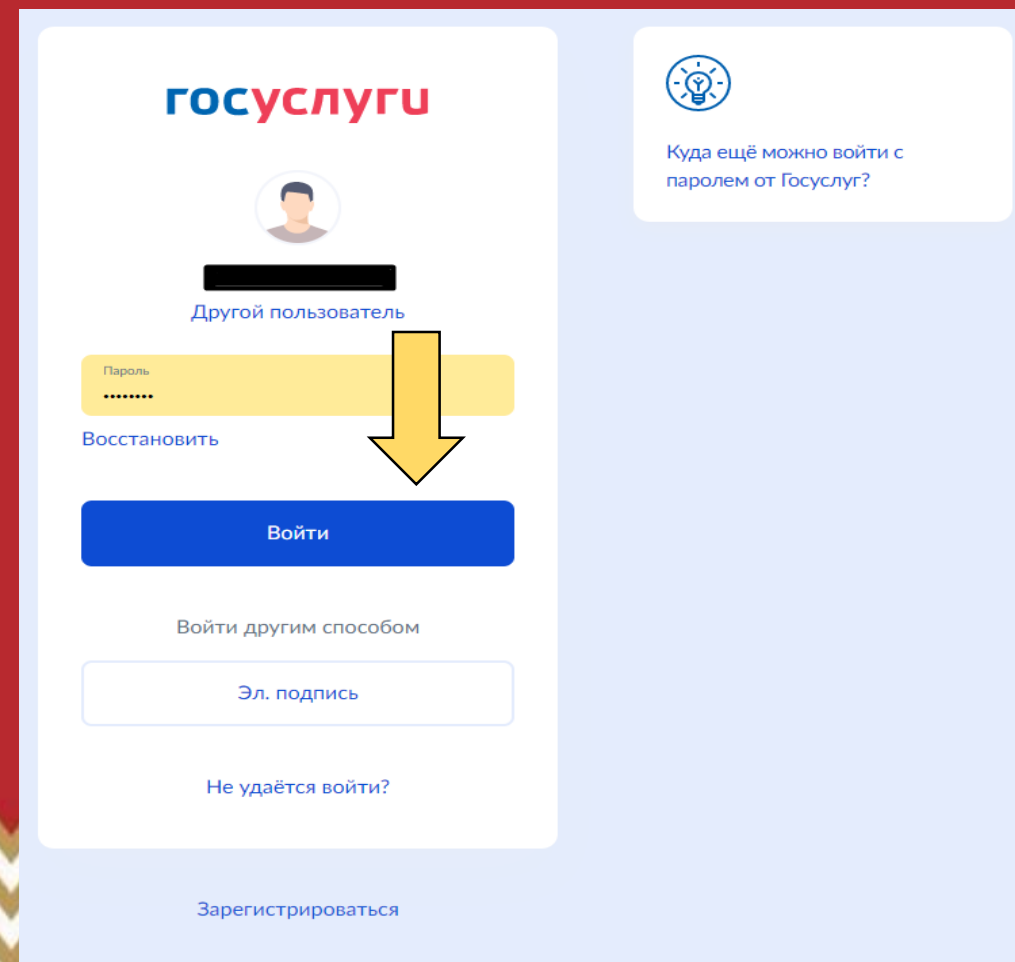 госуслуги
Другой пользователь
Пароль
••••••••
Восстановить
Войти
Войти другим способом
Эл. подпись
Не удаётся войти?
Зарегистрироваться
Куда ещё можно войти с
паролем от Госуслуг?